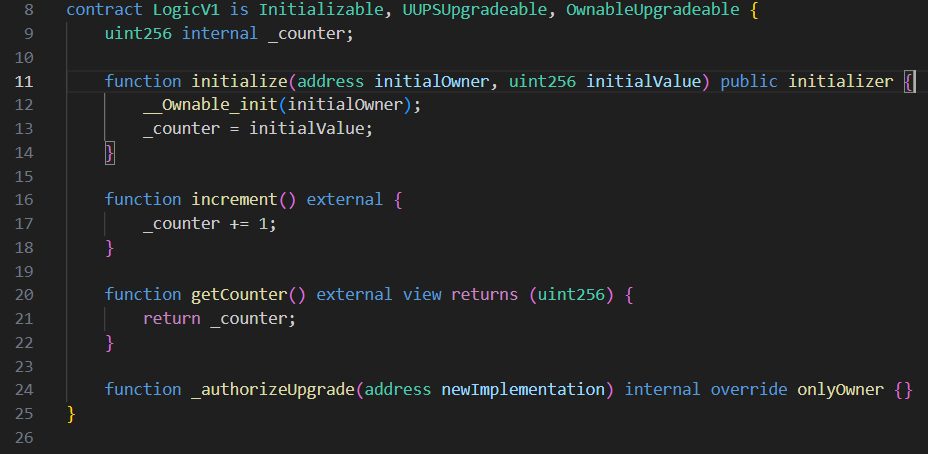 8 contract LogicV1 is Initializable, UUPSUpgradeable, OwnableUpgradeable {
9     uint256 internal _counter;
10
11     function initialize(address initialOwner, uint256 initialValue) public initializer {
12         __Ownable_init(initialOwner);
13         _counter = initialValue;
14     }
15
16     function increment() external {
17         _counter += 1;
18     }
19
20     function getCounter() external view returns (uint256) {
21         return _counter;
22     }
23
24     function _authorizeUpgrade(address newImplementation) internal override onlyOwner {}
25 }
26